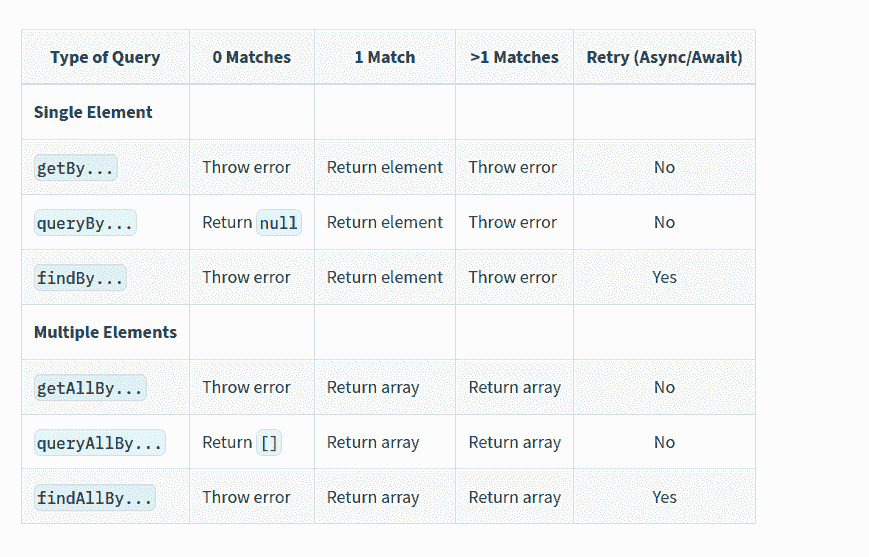 Type of Query 0 Matches 1 Match >1 Matches Retry (Async/Await)
Single Element
getBy... Throw error Return element Throw error No
queryBy... Return null Return element Throw error No
findBy... Throw error Return element Throw error Yes
Multiple Elements
getAllBy... Throw error Return array Return array No
queryAllBy... Return [] Return array Return array No
findAllBy... Throw error Return array Return array Yes